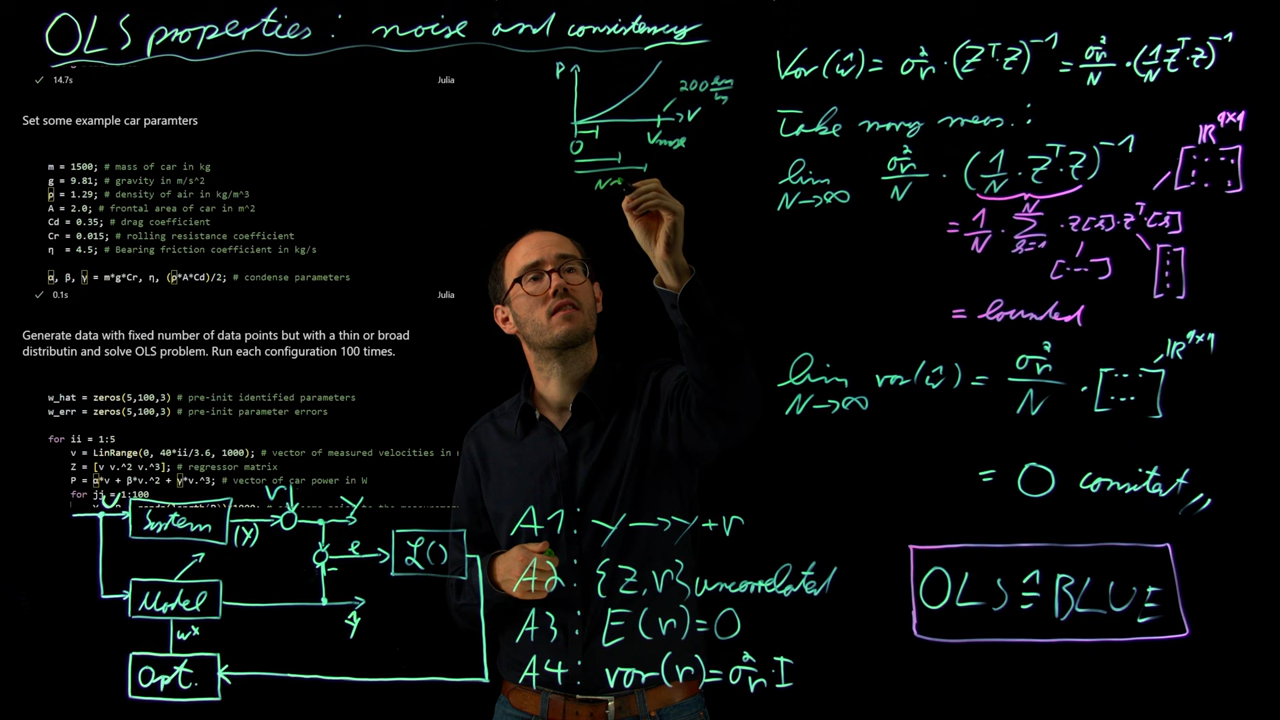 OLS properties: noise and consistency
✓ 14.7s
Julia
Set some example car paramters
m = 1500; # mass of car in kg
g = 9.81; # gravity in m/s^2
ρ = 1.29; # density of air in kg/m^3
A = 2.0; # frontal area of car in m^2
Cd = 0.35; # drag coefficient
Cr = 0.015; # rolling resistance coefficient
η = 4.5; # Bearing friction coefficient in kg/s
α, β, γ = m*g*Cr, η, (ρ*A*Cd)/2; # condense parameters
✓ 0.1s
Julia
Generate data with fixed number of data points but with a thin or broad
distributin and solve OLS problem. Run each configuration 100 times.
w_hat = zeros(5,100,3) # pre-init identified parameters
w_err = zeros(5,100,3) # pre-init parameter errors
for ii = 1:5
v = LinRange(0, 40*ii/3.6, 1000); # vector of measured velocities in
Z = [v v.^2 v.^3]; # regressor matrix
P = α*v + β*v.^2 + γ*v.^3; # vector of car power in W
for jj = 1:100
P
200 km/h
V
0
Vmax
U
System
(X)
V
Y
e
L()
-
Model
ŷ
w*
Opt.
A1: Y → Y+V
A2: {Z,V} uncorrelated
A3: E(V)=0
A4: var(V)=σ²V·I
Var(ŵ) = σ²V·(Zᵀ·Z)⁻¹ = σ²V/N·(1/N Zᵀ·Z)⁻¹
Take many meas.:
ℝ^q×q
lim N→∞ σ²V/N · (1/N · Zᵀ·Z)⁻¹
[:::]
= 1/N · Σ k=1 N · Z[k]·Zᵀ[k]
[...]
= bounded
ℝ^q×q
lim N→∞ var(ŵ) = σ²V/N · [:::]
= 0 consitent,,
OLS ≙ BLUE